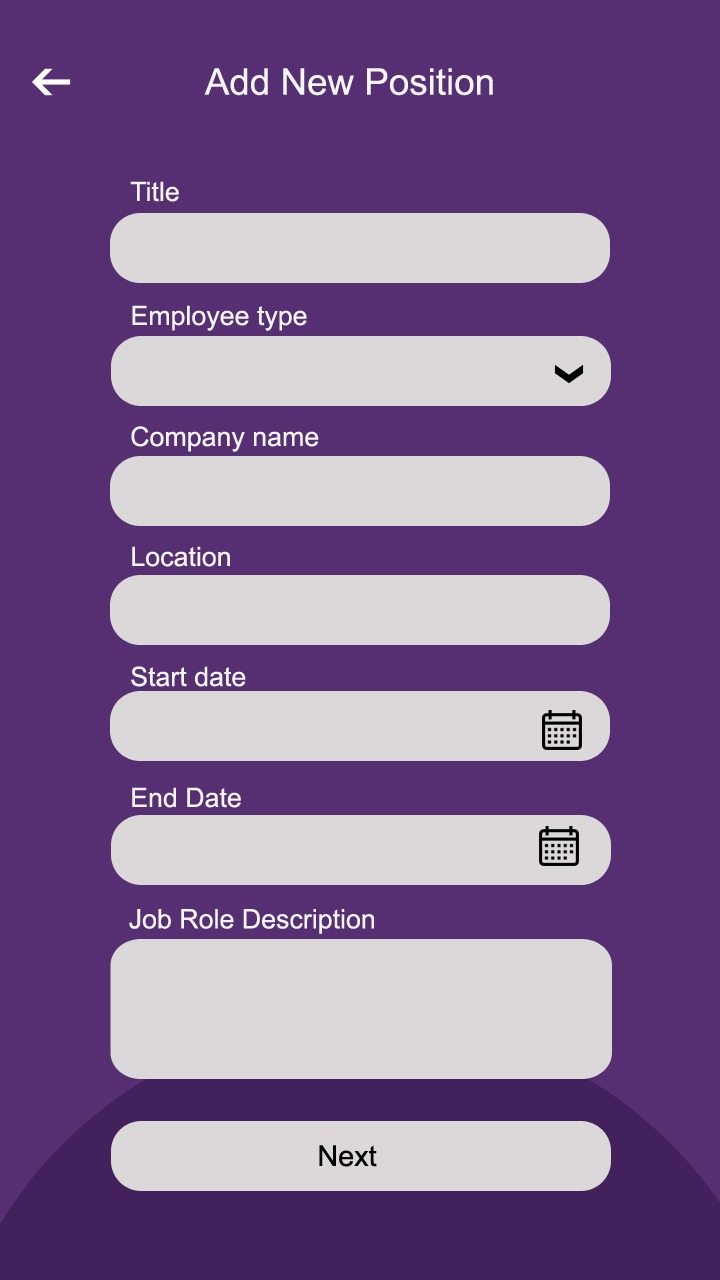 Add New Position
Title
Employee type
Company name
Location
Start date
End Date
Job Role Description
Next